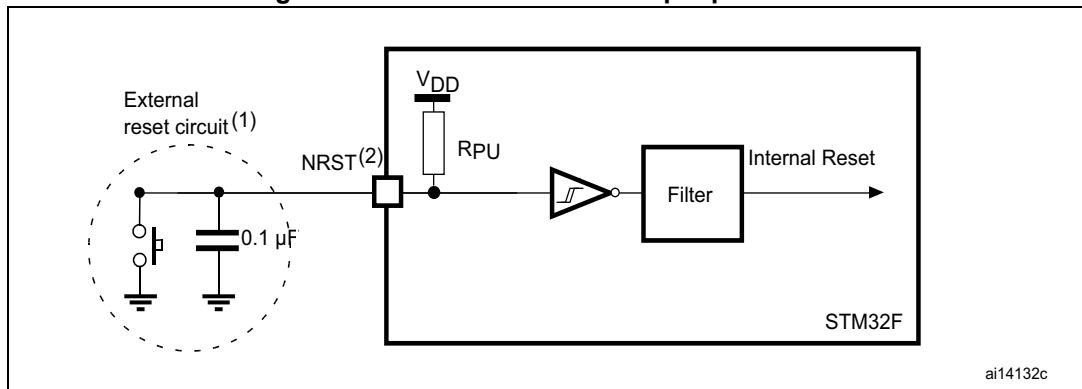 External
reset circuit(1)
VDD
RPU
NRST(2)
Internal Reset
Filter
0.1 µF
STM32F
ai14132c